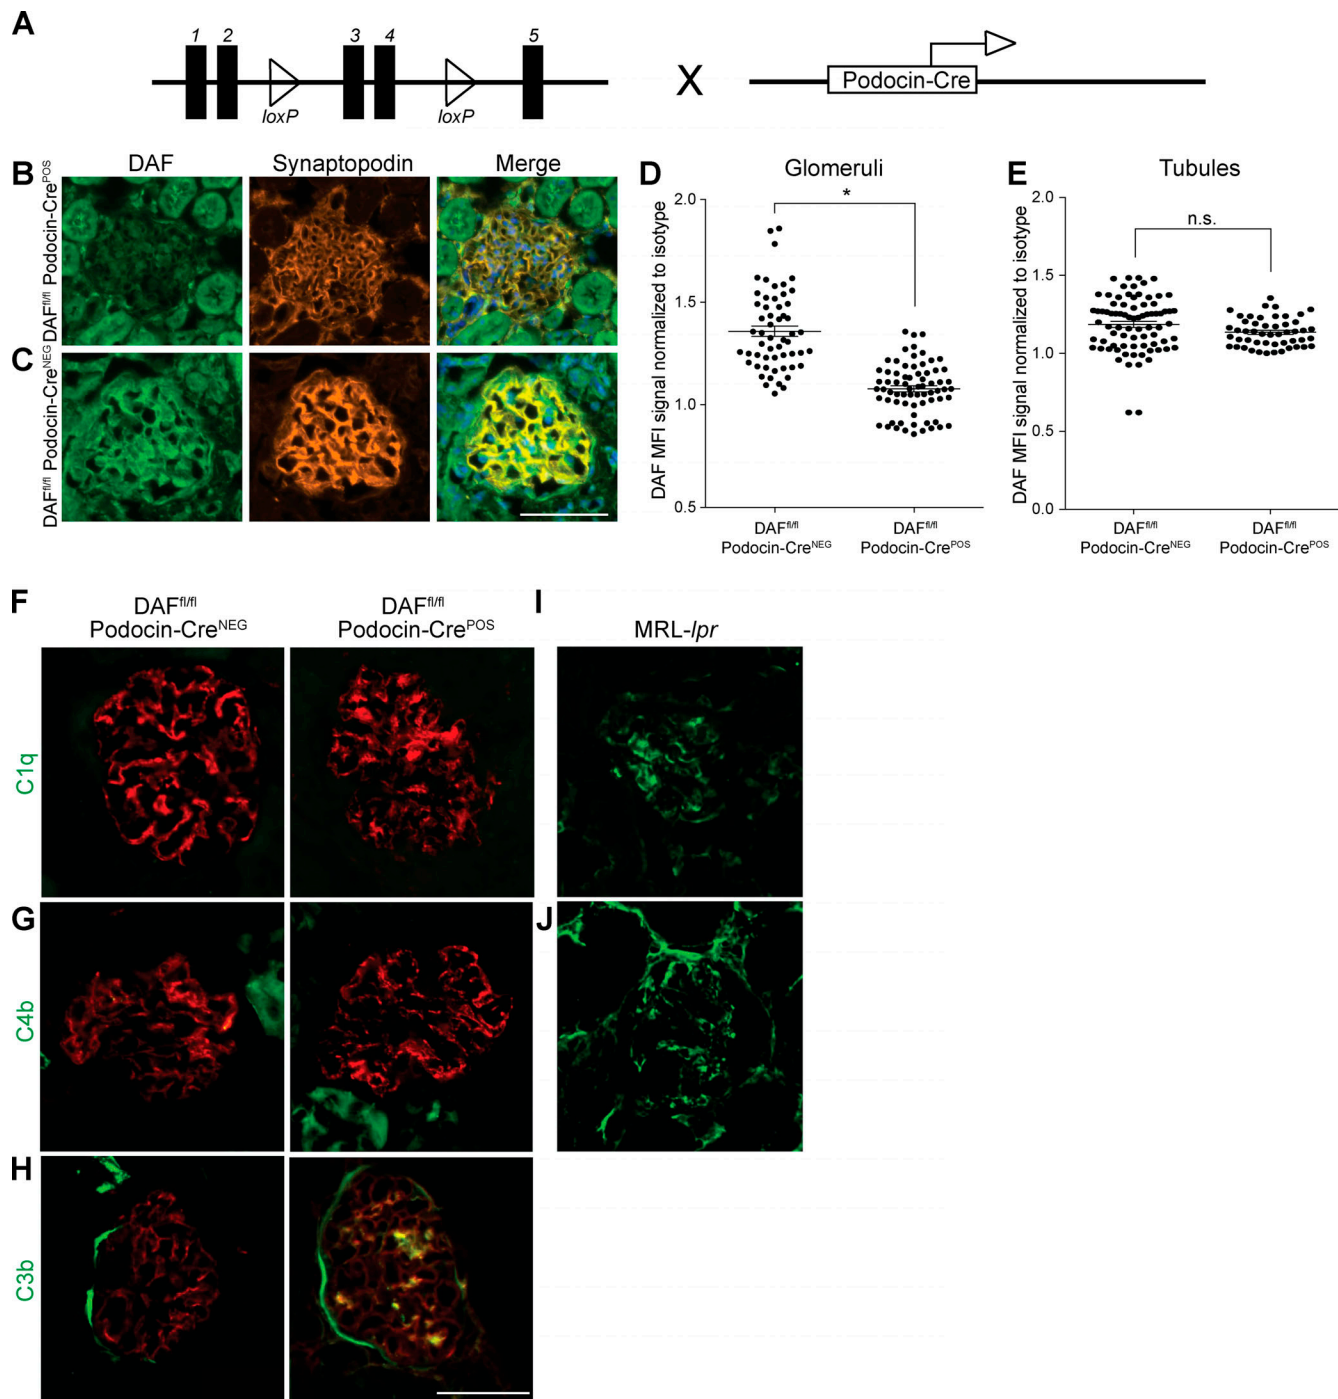 A
1 2 3 4 5
loxP loxP
X
Podocin-Cre
B
DAF Synaptopodin Merge
DAFfl/fl Podocin-CrePOS
C
DAFfl/fl Podocin-CreNEG
D
Glomeruli
*
DAF MFI signal normalized to isotype
2.0
1.5
1.0
0.5
DAFfl/fl
Podocin-CreNEG
DAFfl/fl
Podocin-CrePOS
E
Tubules
n.s.
DAF MFI signal normalized to isotype
2.0
1.5
1.0
0.5
0.0
DAFfl/fl
Podocin-CreNEG
DAFfl/fl
Podocin-CrePOS
F
DAFfl/fl
Podocin-CreNEG
DAFfl/fl
Podocin-CrePOS
I
MRL-lpr
C1q
G
C4b
J
H
C3b